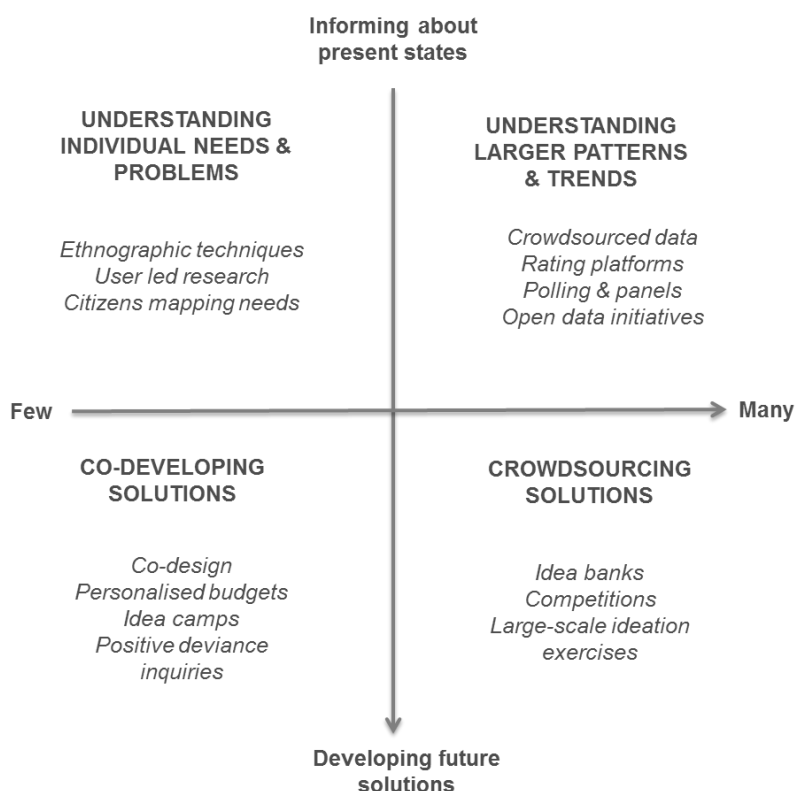 Informing about
present states
UNDERSTANDING
INDIVIDUAL NEEDS &
PROBLEMS
Ethnographic techniques
User led research
Citizens mapping needs
UNDERSTANDING
LARGER PATTERNS
& TRENDS
Crowdsourced data
Rating platforms
Polling & panels
Open data initiatives
Few
Many
CO-DEVELOPING
SOLUTIONS
Co-design
Personalised budgets
Idea camps
Positive deviance
inquiries
CROWDSOURCING
SOLUTIONS
Idea banks
Competitions
Large-scale ideation
exercises
Developing future
solutions